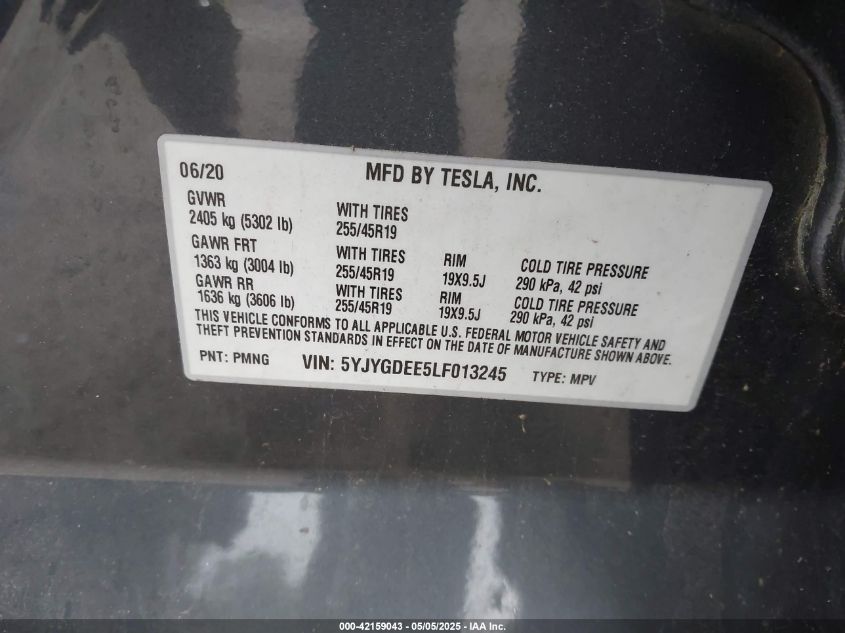 06/20 MFD BY TESLA, INC.
GVWR
2405 kg (5302 lb) WITH TIRES 255/45R19
GAWR FRT
1363 kg (3004 lb) WITH TIRES 255/45R19 RIM 19X9.5J COLD TIRE PRESSURE 290 kPa, 42 psi
GAWR RR
1636 kg (3606 lb) WITH TIRES 255/45R19 RIM 19X9.5J COLD TIRE PRESSURE 290 kPa, 42 psi
THIS VEHICLE CONFORMS TO ALL APPLICABLE U.S. FEDERAL MOTOR VEHICLE SAFETY AND
THEFT PREVENTION STANDARDS IN EFFECT ON THE DATE OF MANUFACTURE SHOWN ABOVE.
PNT: PMNG VIN: 5YJYGDEE5LF013245 TYPE: MPV
000-42159043 - 05/05/2025 - IAA Inc.